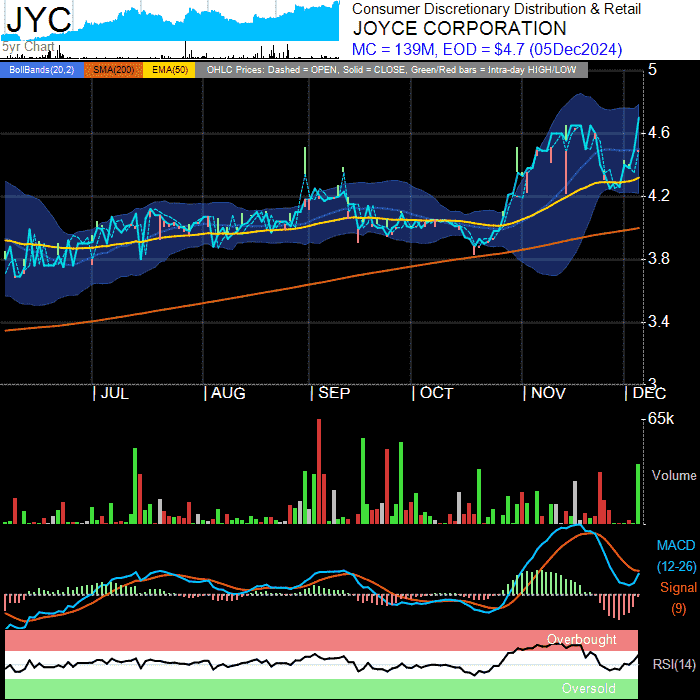 JYC
5yr Chart
Consumer Discretionary Distribution & Retail
JOYCE CORPORATION
MC = 139M, EOD = $4.7 (05Dec2024)
BollBands(20,2) SMA(200) EMA(50) OHLC Prices: Dashed = OPEN, Solid = CLOSE, Green/Red bars = Intra-day HIGH/LOW
5
4.6
4.2
3.8
3.4
3
| JUL | AUG | SEP | OCT | NOV | DEC
65k
Volume
MACD
(12-26)
Signal
(9)
Overbought
RSI(14)
Oversold